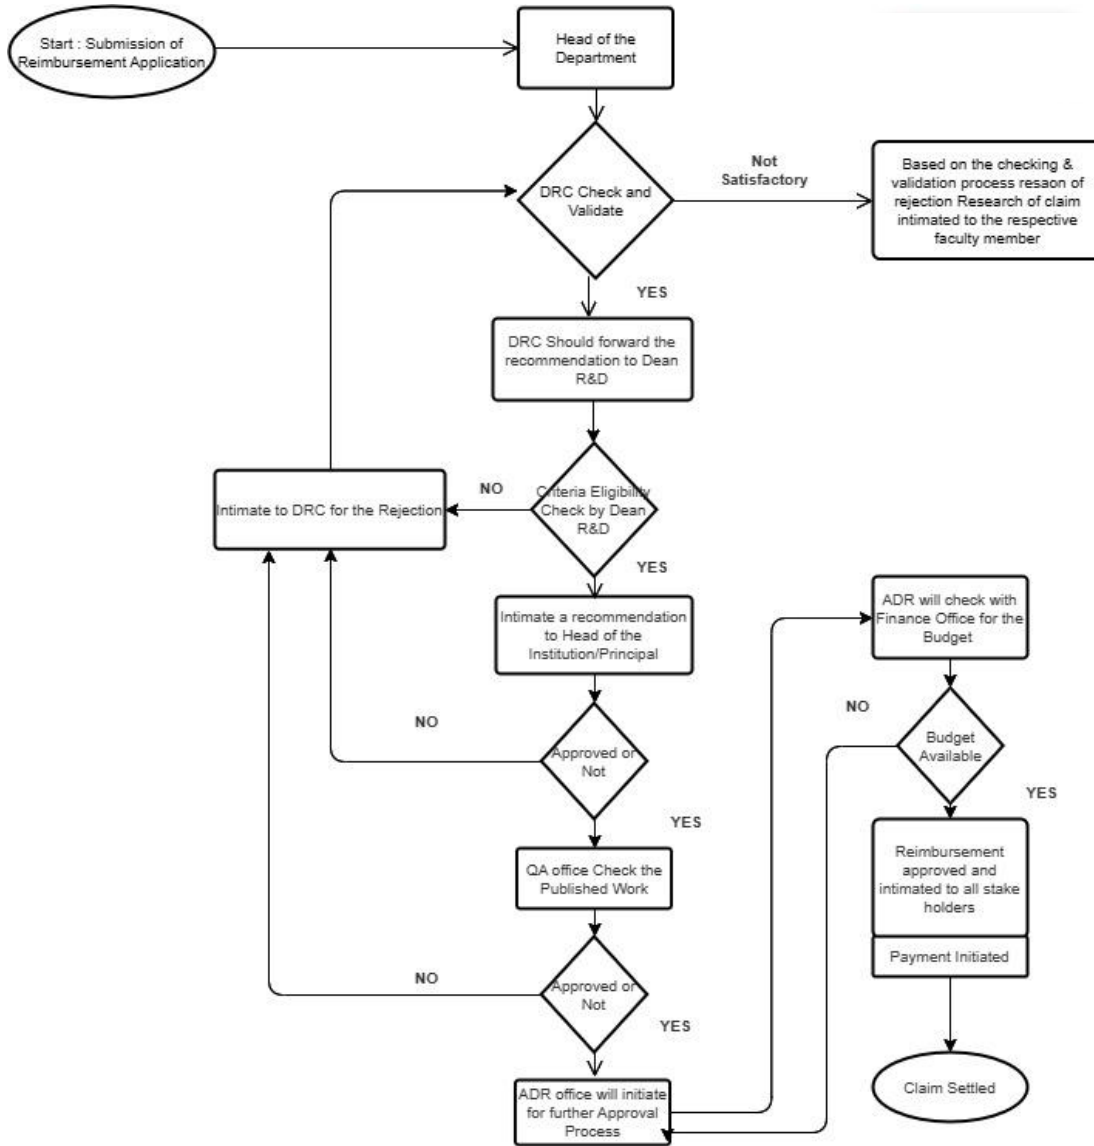 Start : Submission of
Reimbursement Application
Head of the
Department
DRC Check and
Validate
Not
Satisfactory
Based on the checking &
validation process resaon of
rejection Research of claim
intimated to the respective
faculty member
YES
DRC Should forward the
recommendation to Dean
R&D
Criteria Eligibility
Check by Dean
R&D
NO
Intimate to DRC for the Rejection
YES
Intimate a recommendation
to Head of the
Institution/Principal
Approved or
Not
NO
YES
QA office Check the
Published Work
Approved or
Not
NO
YES
ADR office will initiate
for further Approval
Process
ADR will check with
Finance Office for the
Budget
NO
Budget
Available
YES
Reimbursement
approved and
intimated to all stake
holders
Payment Initiated
Claim Settled